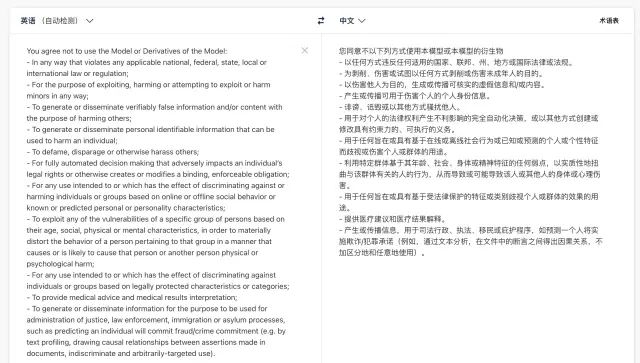 英语 （自动检测）
中文
术语表
You agree not to use the Model or Derivatives of the Model:
- In any way that violates any applicable national, federal, state, local or
international law or regulation;
- For the purpose of exploiting, harming or attempting to exploit or harm
minors in any way;
- To generate or disseminate verifiably false information and/or content with
the purpose of harming others;
- To generate or disseminate personal identifiable information that can be
used to harm an individual;
- To defame, disparage or otherwise harass others;
- For fully automated decision making that adversely impacts an individual's
legal rights or otherwise creates or modifies a binding, enforceable obligation;
- For any use intended to or which has the effect of discriminating against or
harming individuals or groups based on online or offline social behavior or
known or predicted personal or personality characteristics;
- To exploit any of the vulnerabilities of a specific group of persons based on
their age, social, physical or mental characteristics, in order to materially
distort the behavior of a person pertaining to that group in a manner that
causes or is likely to cause that person or another person physical or
psychological harm;
- For any use intended to or which has the effect of discriminating against
individuals or groups based on legally protected characteristics or categories;
- To provide medical advice and medical results interpretation;
- To generate or disseminate information for the purpose to be used for
administration of justice, law enforcement, immigration or asylum processes,
such as predicting an individual will commit fraud/crime commitment (e.g. by
text profiling, drawing causal relationships between assertions made in
documents, indiscriminate and arbitrarily-targeted use).
您同意不以下列方式使用本模型或本模型的衍生物
- 以任何方式违反任何适用的国家、联邦、州、地方或国际法律或法规。
- 为剥削、伤害或试图以任何方式剥削或伤害未成年人的目的。
- 以伤害他人为目的，生成或传播可核实的虚假信息和/或内容。
- 产生或传播可用于伤害个人的个人身份信息。
- 诽谤、诋毁或以其他方式骚扰他人。
- 用于对个人的法律权利产生不利影响的完全自动化决策，或以其他方式创建或
修改具有约束力的、可执行的义务。
- 用于任何旨在或具有基于在线或离线社会行为或已知或预测的个人或个性特征
而歧视或伤害个人或群体的效果的用途。
- 利用特定群体基于其年龄、社会、身体或精神特征的任何弱点，以实质性地扭
曲与该群体有关的人的行为，从而导致或可能导致该人或其他人的身体或心理伤
害。
- 用于任何旨在或具有基于受法律保护的特征或类别歧视个人或群体的效果的用
途。
- 提供医疗建议和医疗结果解释。
- 产生或传播信息，用于司法行政、执法、移民或庇护程序，如预测一个人将实
施欺诈/犯罪承诺（例如，通过文本分析，在文件中的断言之间得出因果关系，不
加区分地和任意地使用）。